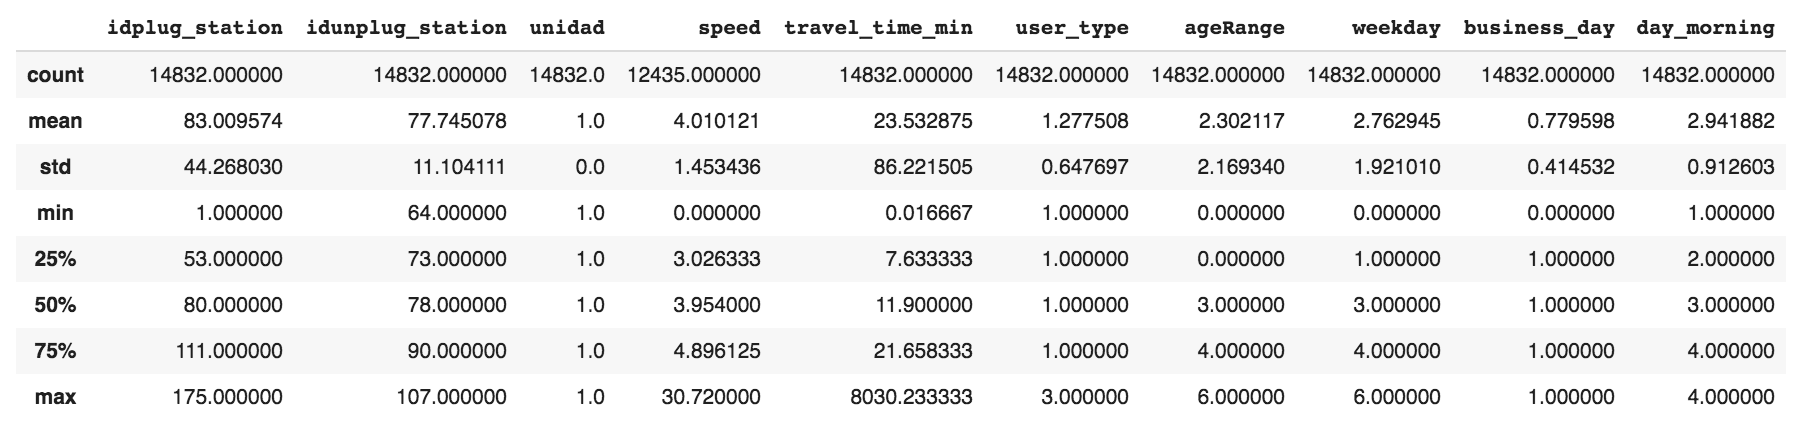 idplug_station idunplug_station unidad speed travel_time_min user_type ageRange weekday business_day day_morning
count 14832.000000 14832.000000 14832.0 12435.000000 14832.000000 14832.000000 14832.000000 14832.000000 14832.000000 14832.000000
mean 83.009574 77.745078 1.0 4.010121 23.532875 1.277508 2.302117 2.762945 0.779598 2.941882
std 44.268030 11.104111 0.0 1.453436 86.221505 0.647697 2.169340 1.921010 0.414532 0.912603
min 1.000000 64.000000 1.0 0.000000 0.016667 1.000000 0.000000 0.000000 0.000000 1.000000
25% 53.000000 73.000000 1.0 3.026333 7.633333 1.000000 0.000000 1.000000 1.000000 2.000000
50% 80.000000 78.000000 1.0 3.954000 11.900000 1.000000 3.000000 3.000000 1.000000 3.000000
75% 111.000000 90.000000 1.0 4.896125 21.658333 1.000000 4.000000 4.000000 1.000000 4.000000
max 175.000000 107.000000 1.0 30.720000 8030.233333 3.000000 6.000000 6.000000 1.000000 4.000000